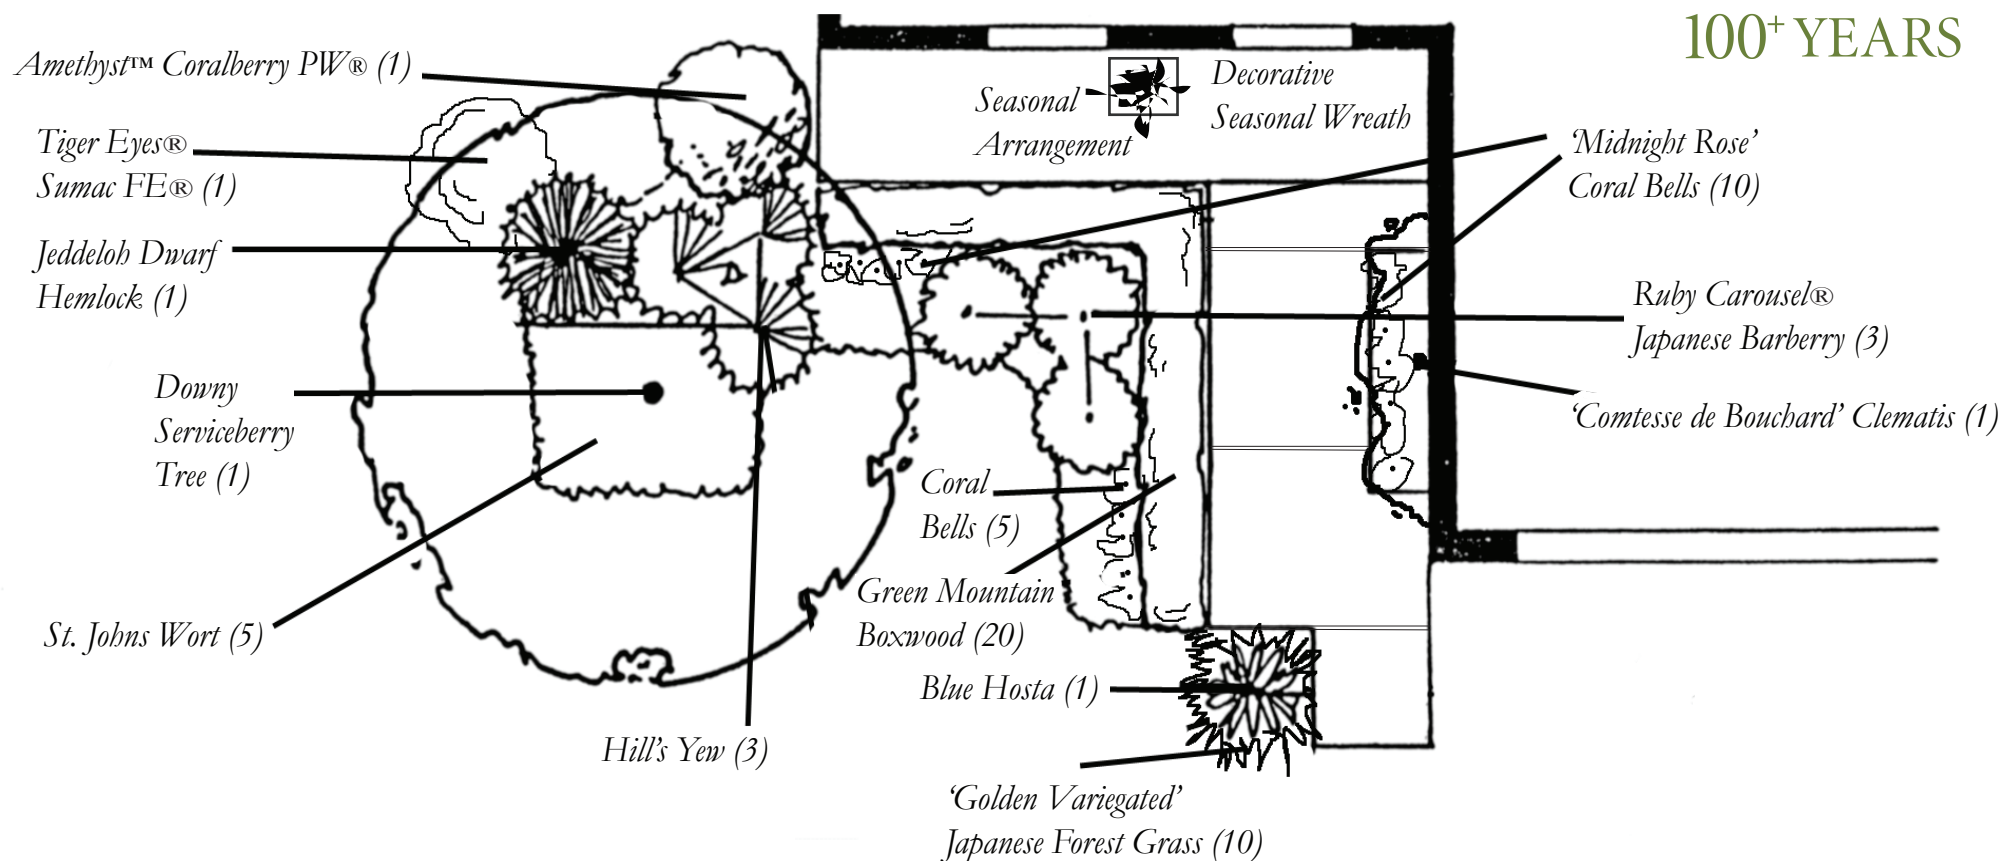 100+ YEARS
Amethyst™ Coralberry PW® (1)
Tiger Eyes®
Sumac FE® (1)
Jeddeloh Dwarf
Hemlock (1)
Downy
Serviceberry
Tree (1)
St. Johns Wort (5)
Hill’s Yew (3)
Seasonal
Arrangement
Decorative
Seasonal Wreath
‘Midnight Rose’
Coral Bells (10)
Ruby Carousel®
Japanese Barberry (3)
‘Comtesse de Bouchard’ Clematis (1)
Coral
Bells (5)
Green Mountain
Boxwood (20)
Blue Hosta (1)
‘Golden Variegated’
Japanese Forest Grass (10)